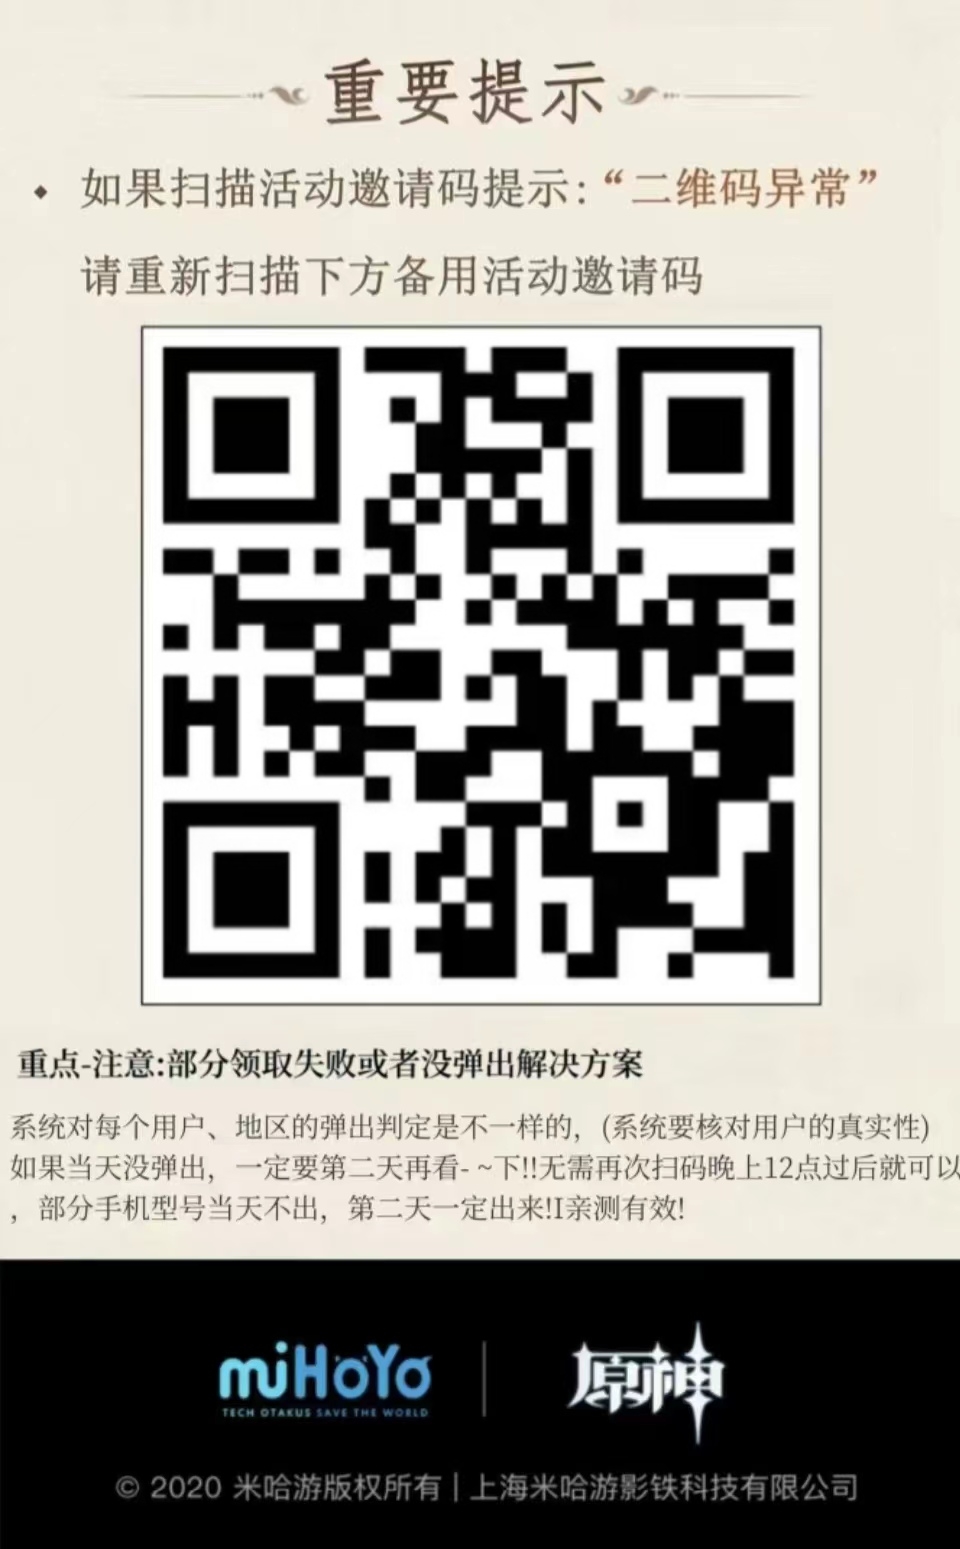 重要提示
如果扫描活动邀请码提示:“二维码异常”
请重新扫描下方备用活动邀请码
重点-注意:部分领取失败或者没弹出解决方案
系统对每个用户、地区的弹出判定是不一样的，(系统要核对用户的真实性)
如果当天没弹出，一定要第二天再看- ~下!!无需再次扫码晚上12点过后就可以
，部分手机型号当天不出，第二天一定出来!I亲测有效!
miHoYo
TECH OTAKUS SAVE THE WORLD
原神
© 2020 米哈游版权所有 | 上海米哈游影铁科技有限公司